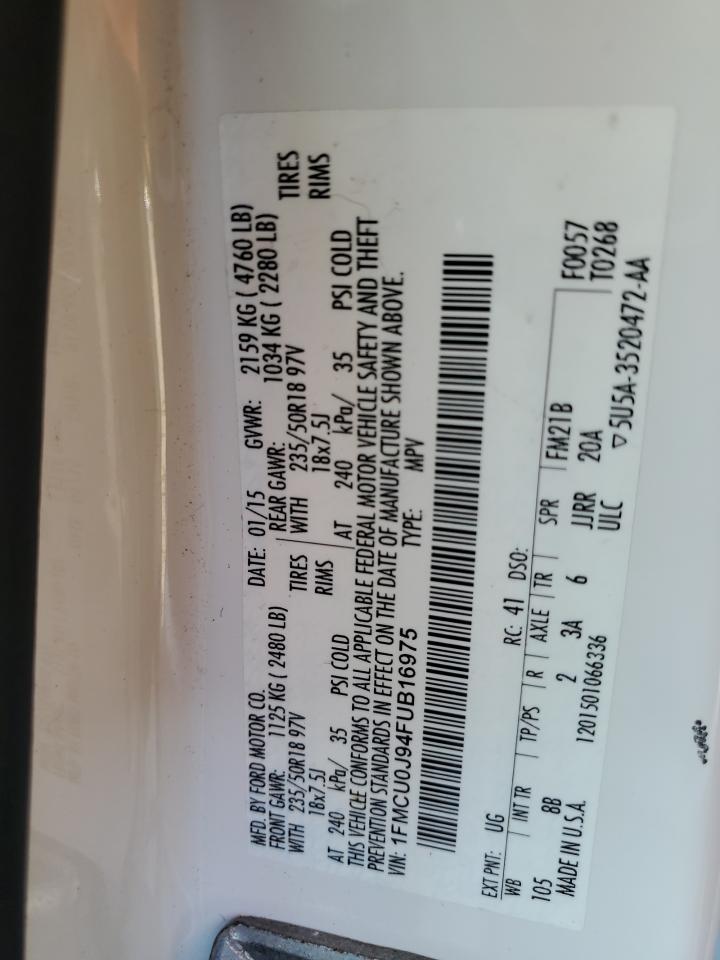 MFD. BY FORD MOTOR CO.
DATE: 01/15 GVWR: 2159 KG ( 4760 LB)
FRONT GAWR: 1125 KG ( 2480 LB) REAR GAWR: 1034 KG ( 2280 LB)
WITH 235/50R18 97V TIRES WITH 235/50R18 97V TIRES
18x7.5J RIMS 18x7.5J RIMS
AT 240 kPa/ 35 PSI COLD AT 240 kPa/ 35 PSI COLD
THIS VEHICLE CONFORMS TO ALL APPLICABLE FEDERAL MOTOR VEHICLE SAFETY AND THEFT
PREVENTION STANDARDS IN EFFECT ON THE DATE OF MANUFACTURE SHOWN ABOVE.
VIN: 1FMCU0J94FUB16975 TYPE: MPV
EXT PNT: UG RC: 41 DSO:
WB INT TR TP/PS R AXLE TR SPR FM21B F0057
105 8B 2 3A 6 JJRR 20A T0268
MADE IN U.S.A. 1201501066336 ULC ▽5U5A-3520472-AA